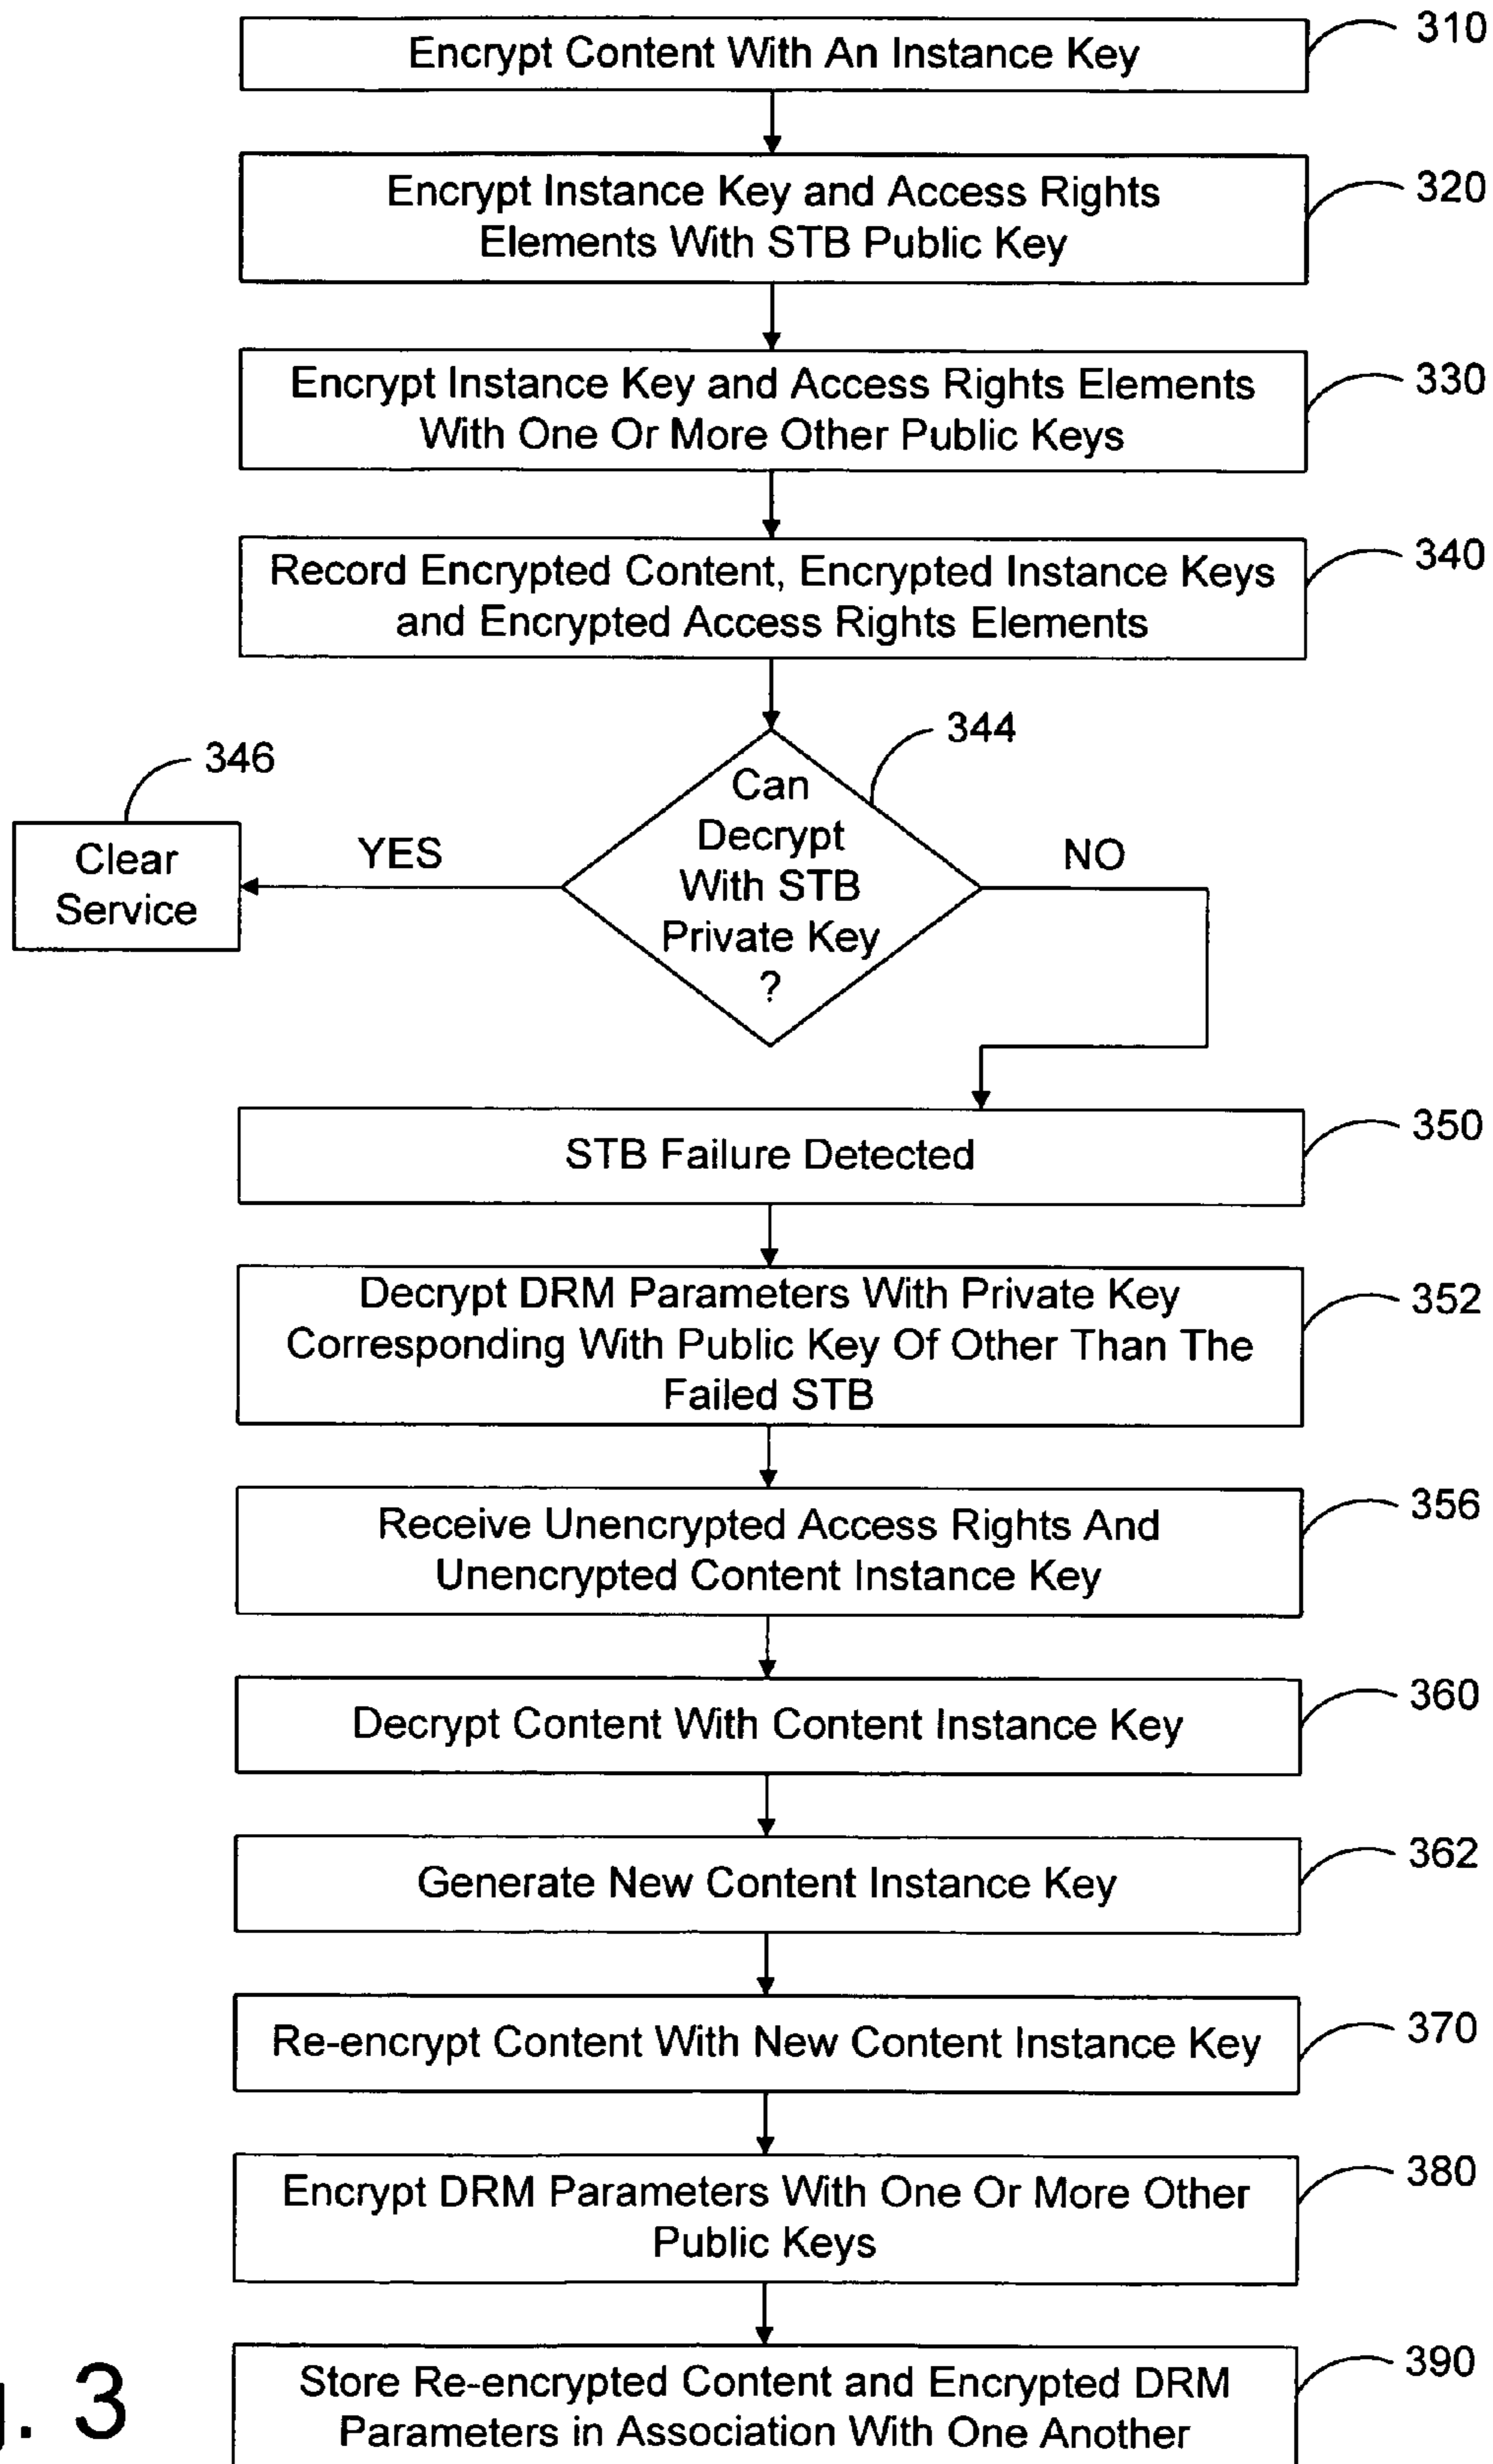 310
Encrypt Content With An Instance Key
Encrypt Instance Key and Access Rights
Elements With STB Public Key
320
Encrypt Instance Key and Access Rights Elements
With One Or More Other Public Keys
330
Record Encrypted Content, Encrypted Instance Keys
and Encrypted Access Rights Elements
340
344
346
Can
Decrypt
With STB
Private Key
?
YES
NO
Clear
Service
STB Failure Detected
350
Decrypt DRM Parameters With Private Key
Corresponding With Public Key Of Other Than The
Failed STB
352
Receive Unencrypted Access Rights And
Unencrypted Content Instance Key
356
Decrypt Content With Content Instance Key
360
Generate New Content Instance Key
362
Re-encrypt Content With New Content Instance Key
370
Encrypt DRM Parameters With One Or More Other
Public Keys
380
Store Re-encrypted Content and Encrypted DRM
Parameters in Association With One Another
390
. 3